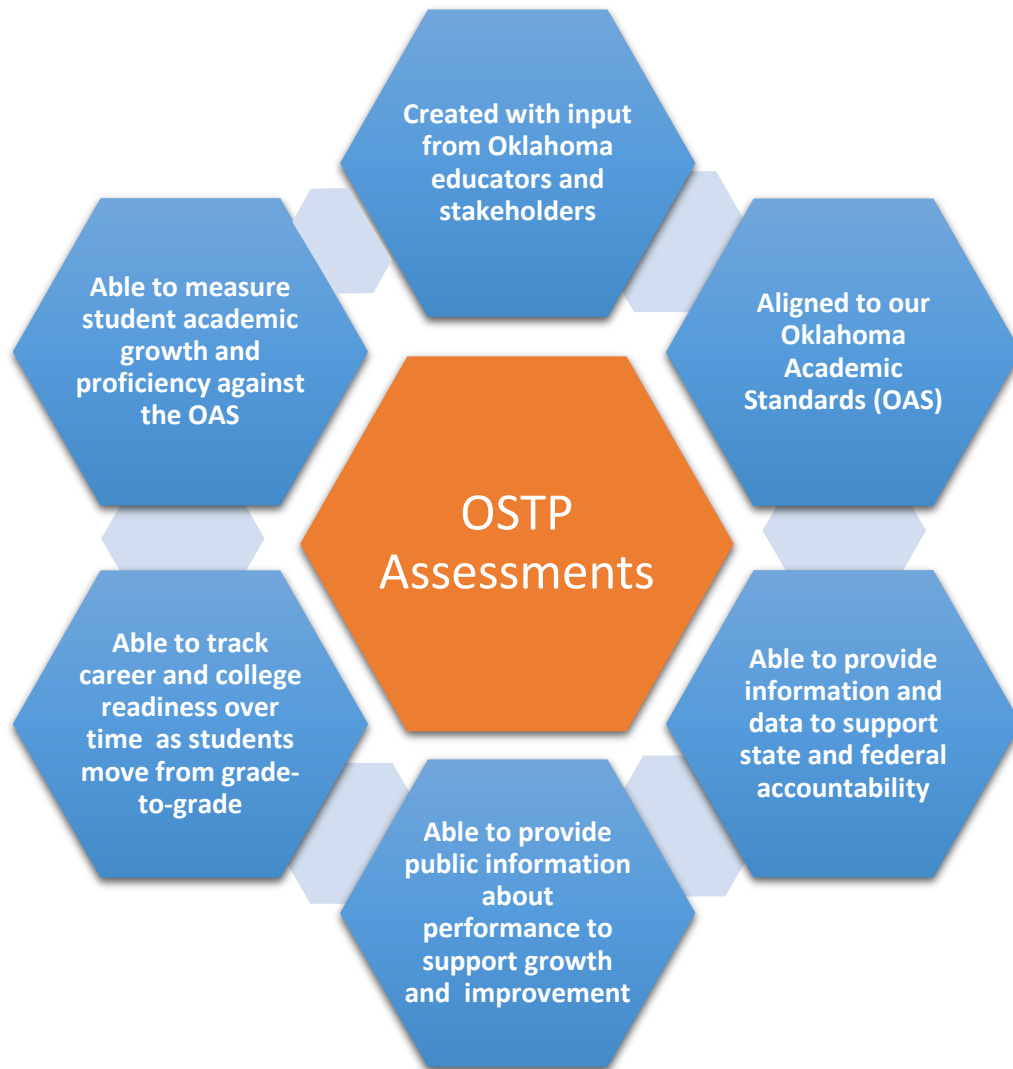 Created with input
from Oklahoma
educators and
stakeholders
Aligned to our
Oklahoma
Academic
Standards (OAS)
Able to provide
information and
data to support
state and federal
accountability
Able to provide
public information
about
performance to
support growth
and improvement
Able to track
career and college
readiness over
time as students
move from grade-
to-grade
Able to measure
student academic
growth and
proficiency against
the OAS
OSTP
Assessments